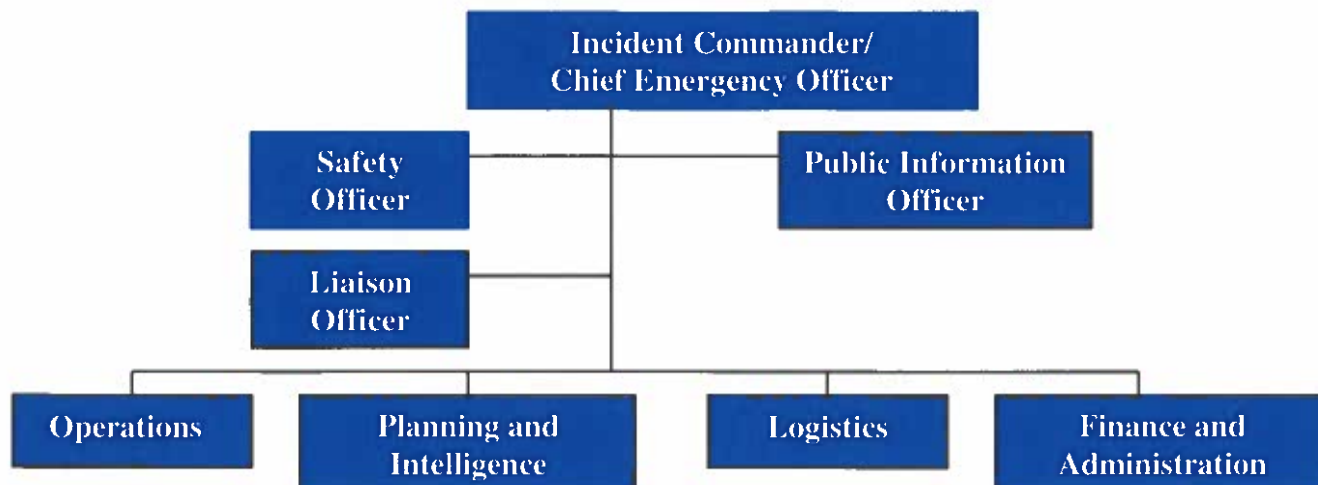 Incident Commander/
Chief Emergency Officer
Safety
Officer
Public Information
Officer
Liaison
Officer
Operations
Planning and
Intelligence
Logistics
Finance and
Administration